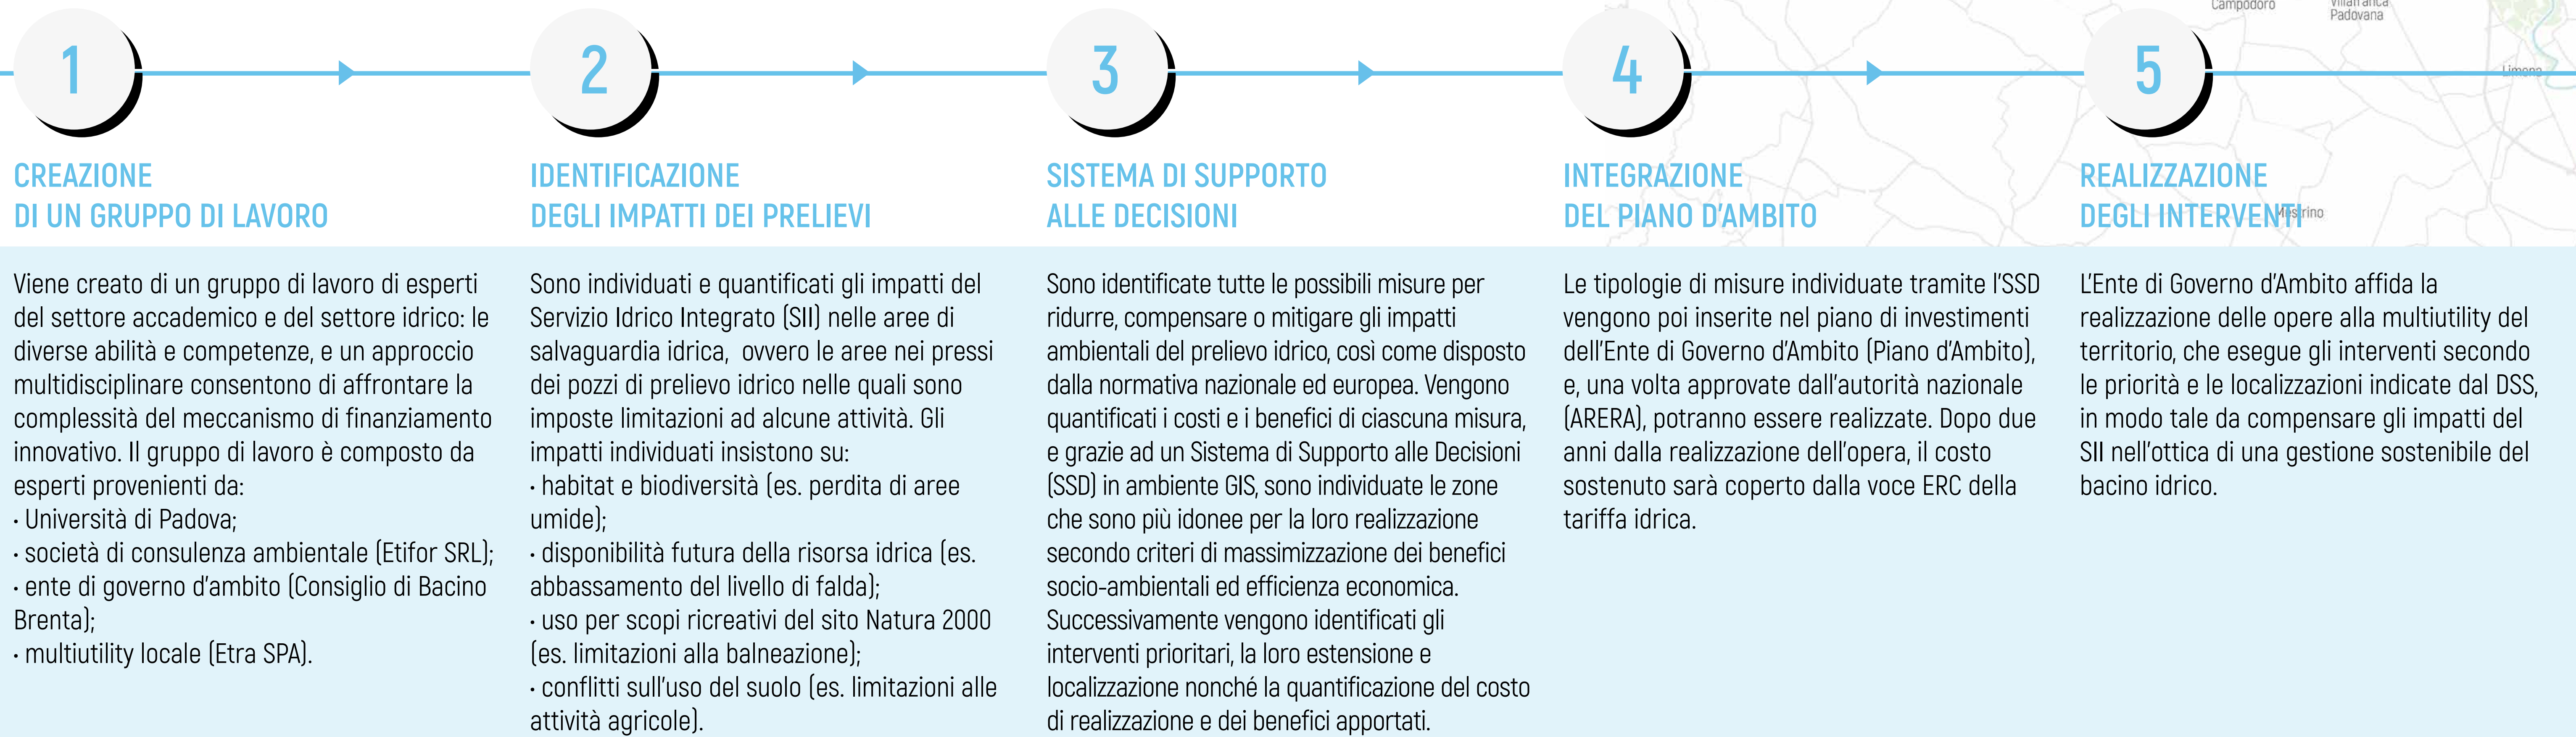 Campodoro
Villafranca
Padovana
Limena
1
2
3
4
5
CREAZIONE
DI UN GRUPPO DI LAVORO
Viene creato di un gruppo di lavoro di esperti
del settore accademico e del settore idrico: le
diverse abilità e competenze, e un approccio
multidisciplinare consentono di affrontare la
complessità del meccanismo di finanziamento
innovativo. Il gruppo di lavoro è composto da
esperti provenienti da:
· Università di Padova;
· società di consulenza ambientale (Etifor SRL);
· ente di governo d'ambito (Consiglio di Bacino
Brenta);
· multiutility locale (Etra SPA).
IDENTIFICAZIONE
DEGLI IMPATTI DEI PRELIEVI
Sono individuati e quantificati gli impatti del
Servizio Idrico Integrato (SII) nelle aree di
salvaguardia idrica, ovvero le aree nei pressi
dei pozzi di prelievo idrico nelle quali sono
imposte limitazioni ad alcune attività. Gli
impatti individuati insistono su:
· habitat e biodiversità (es. perdita di aree
umide);
· disponibilità futura della risorsa idrica (es.
abbassamento del livello di falda);
· uso per scopi ricreativi del sito Natura 2000
(es. limitazioni alla balneazione);
· conflitti sull'uso del suolo (es. limitazioni alle
attività agricole).
SISTEMA DI SUPPORTO
ALLE DECISIONI
Sono identificate tutte le possibili misure per
ridurre, compensare o mitigare gli impatti
ambientali del prelievo idrico, così come disposto
dalla normativa nazionale ed europea. Vengono
quantificati i costi e i benefici di ciascuna misura,
e grazie ad un Sistema di Supporto alle Decisioni
(SSD) in ambiente GIS, sono individuate le zone
che sono più idonee per la loro realizzazione
secondo criteri di massimizzazione dei benefici
socio-ambientali ed efficienza economica.
Successivamente vengono identificati gli
interventi prioritari, la loro estensione e
localizzazione nonché la quantificazione del costo
di realizzazione e dei benefici apportati.
INTEGRAZIONE
DEL PIANO D'AMBITO
Le tipologie di misure individuate tramite l'SSD
vengono poi inserite nel piano di investimenti
dell'Ente di Governo d'Ambito (Piano d'Ambito),
e, una volta approvate dall'autorità nazionale
(ARERA), potranno essere realizzate. Dopo due
anni dalla realizzazione dell'opera, il costo
sostenuto sarà coperto dalla voce ERC della
tariffa idrica.
REALIZZAZIONE
DEGLI INTERVENTI
Mestrino
L'Ente di Governo d'Ambito affida la
realizzazione delle opere alla multiutility del
territorio, che esegue gli interventi secondo
le priorità e le localizzazioni indicate dal DSS,
in modo tale da compensare gli impatti del
SII nell'ottica di una gestione sostenibile del
bacino idrico.